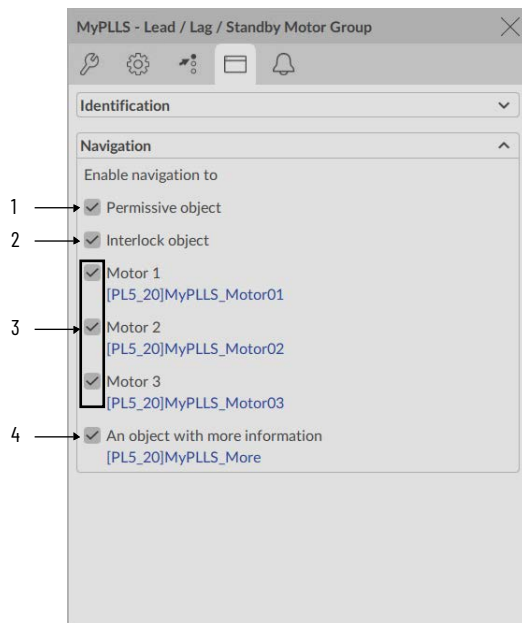 MyPLLS - Lead / Lag / Standby Motor Group
Identification
Navigation
Enable navigation to
1
Permissive object
2
Interlock object
Motor 1
[PL5_20]MyPLLS_Motor01
3
Motor 2
[PL5_20]MyPLLS_Motor02
Motor 3
[PL5_20]MyPLLS_Motor03
4
An object with more information
[PL5_20]MyPLLS_More